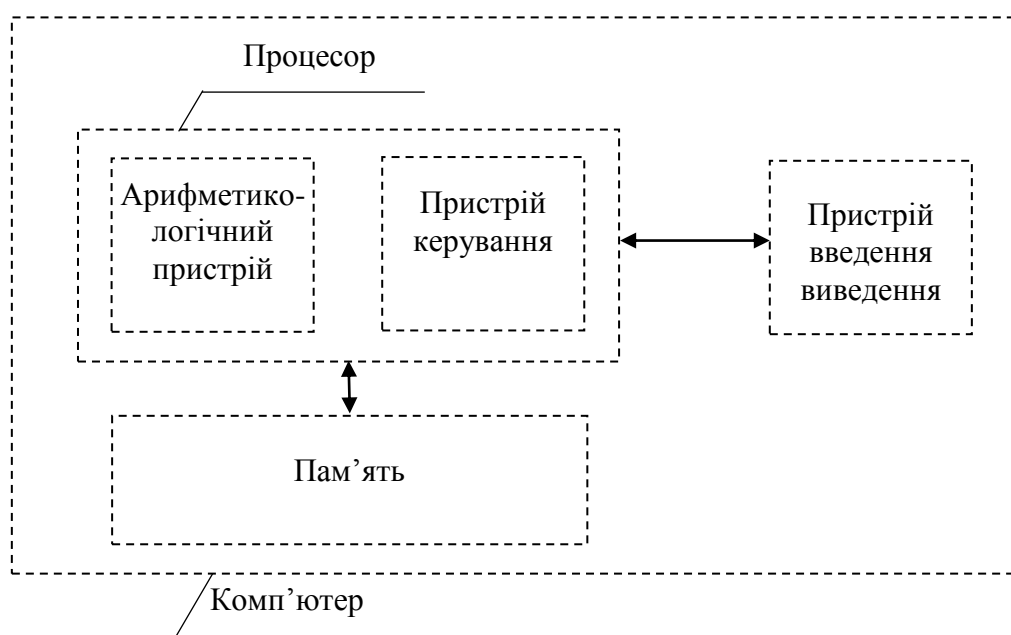 Процесор
Арифметико-
логічний
пристрій
Пристрій
керування
Пристрій
введення
виведення
Пам’ять
Комп’ютер